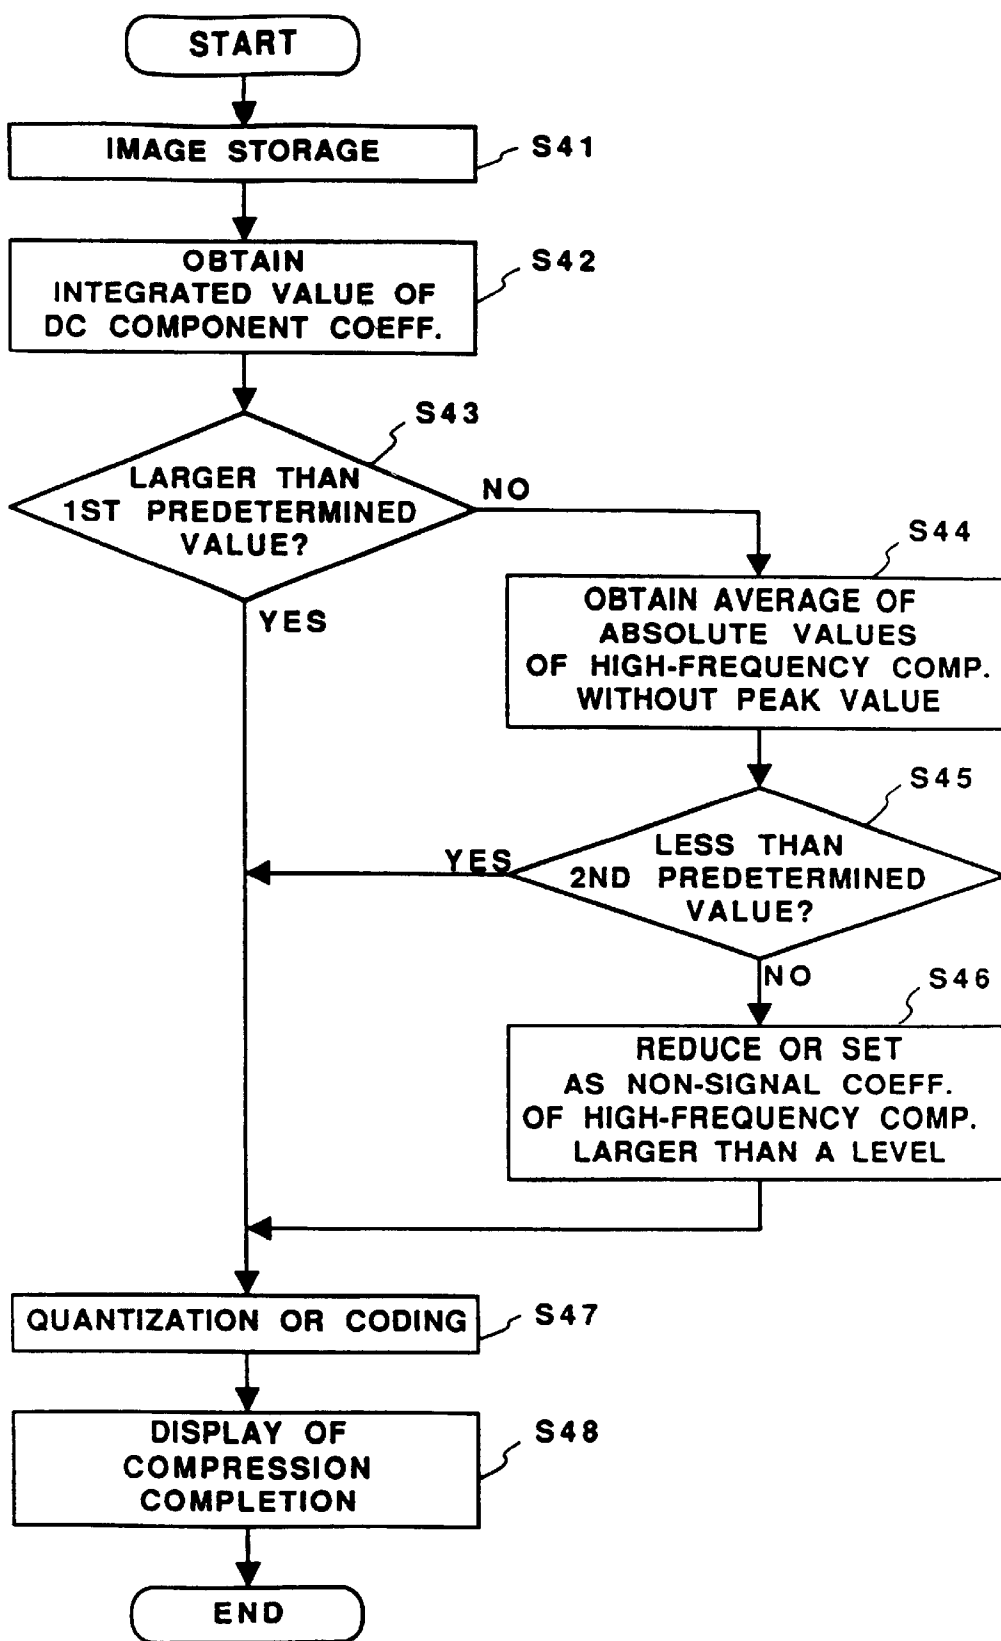 START
IMAGE STORAGE
S41
OBTAIN
INTEGRATED VALUE OF
DC COMPONENT COEFF.
S42
S43
LARGER THAN
1ST PREDETERMINED
VALUE?
NO
YES
S44
OBTAIN AVERAGE OF
ABSOLUTE VALUES
OF HIGH-FREQUENCY COMP.
WITHOUT PEAK VALUE
S45
LESS THAN
2ND PREDETERMINED
VALUE?
YES
NO
S46
REDUCE OR SET
AS NON-SIGNAL COEFF.
OF HIGH-FREQUENCY COMP.
LARGER THAN A LEVEL
QUANTIZATION OR CODING
S47
DISPLAY OF
COMPRESSION
COMPLETION
S48
END